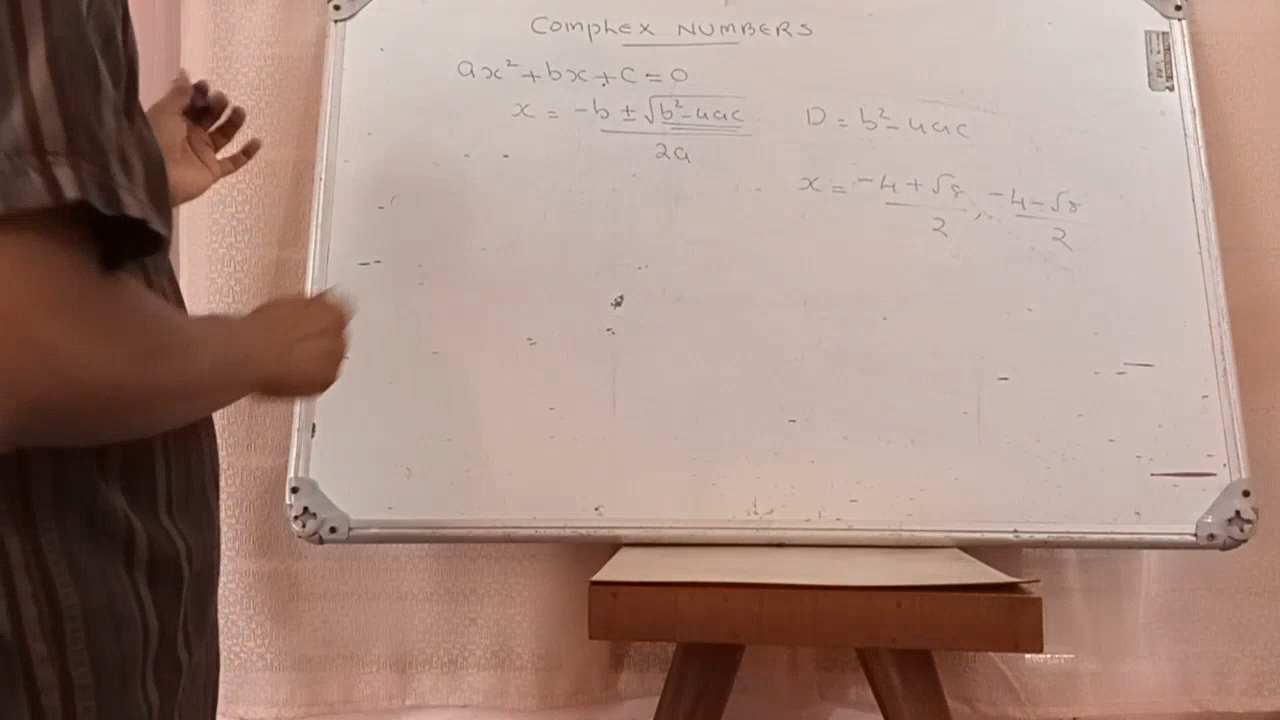 Complex NUMBERS
ax² + bx + c = 0
x = -b ± √b² - 4ac / 2a
D = b² - 4ac
x = -4 + √8 / 2 , -4 - √8 / 2